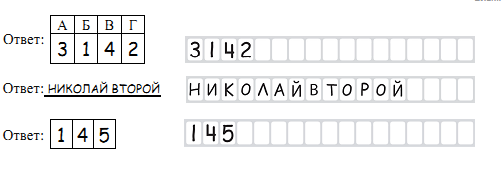 А Б В Г
Ответ: 3 1 4 2 3142
Ответ: НИКОЛАЙ ВТОРОЙ НИКОЛАЙВТОРОЙ
Ответ: 1 4 5 145